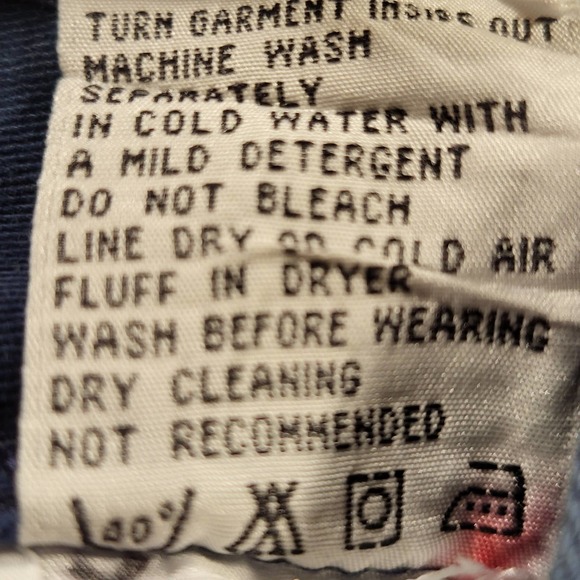 TURN GARMENT INSIDE OUT
MACHINE WASH
SEPARATELY
IN COLD WATER WITH
A MILD DETERGENT
DO NOT BLEACH
LINE DRY OR COLD AIR
FLUFF IN DRYER
WASH BEFORE WEARING
DRY CLEANING
NOT RECOMMENDED